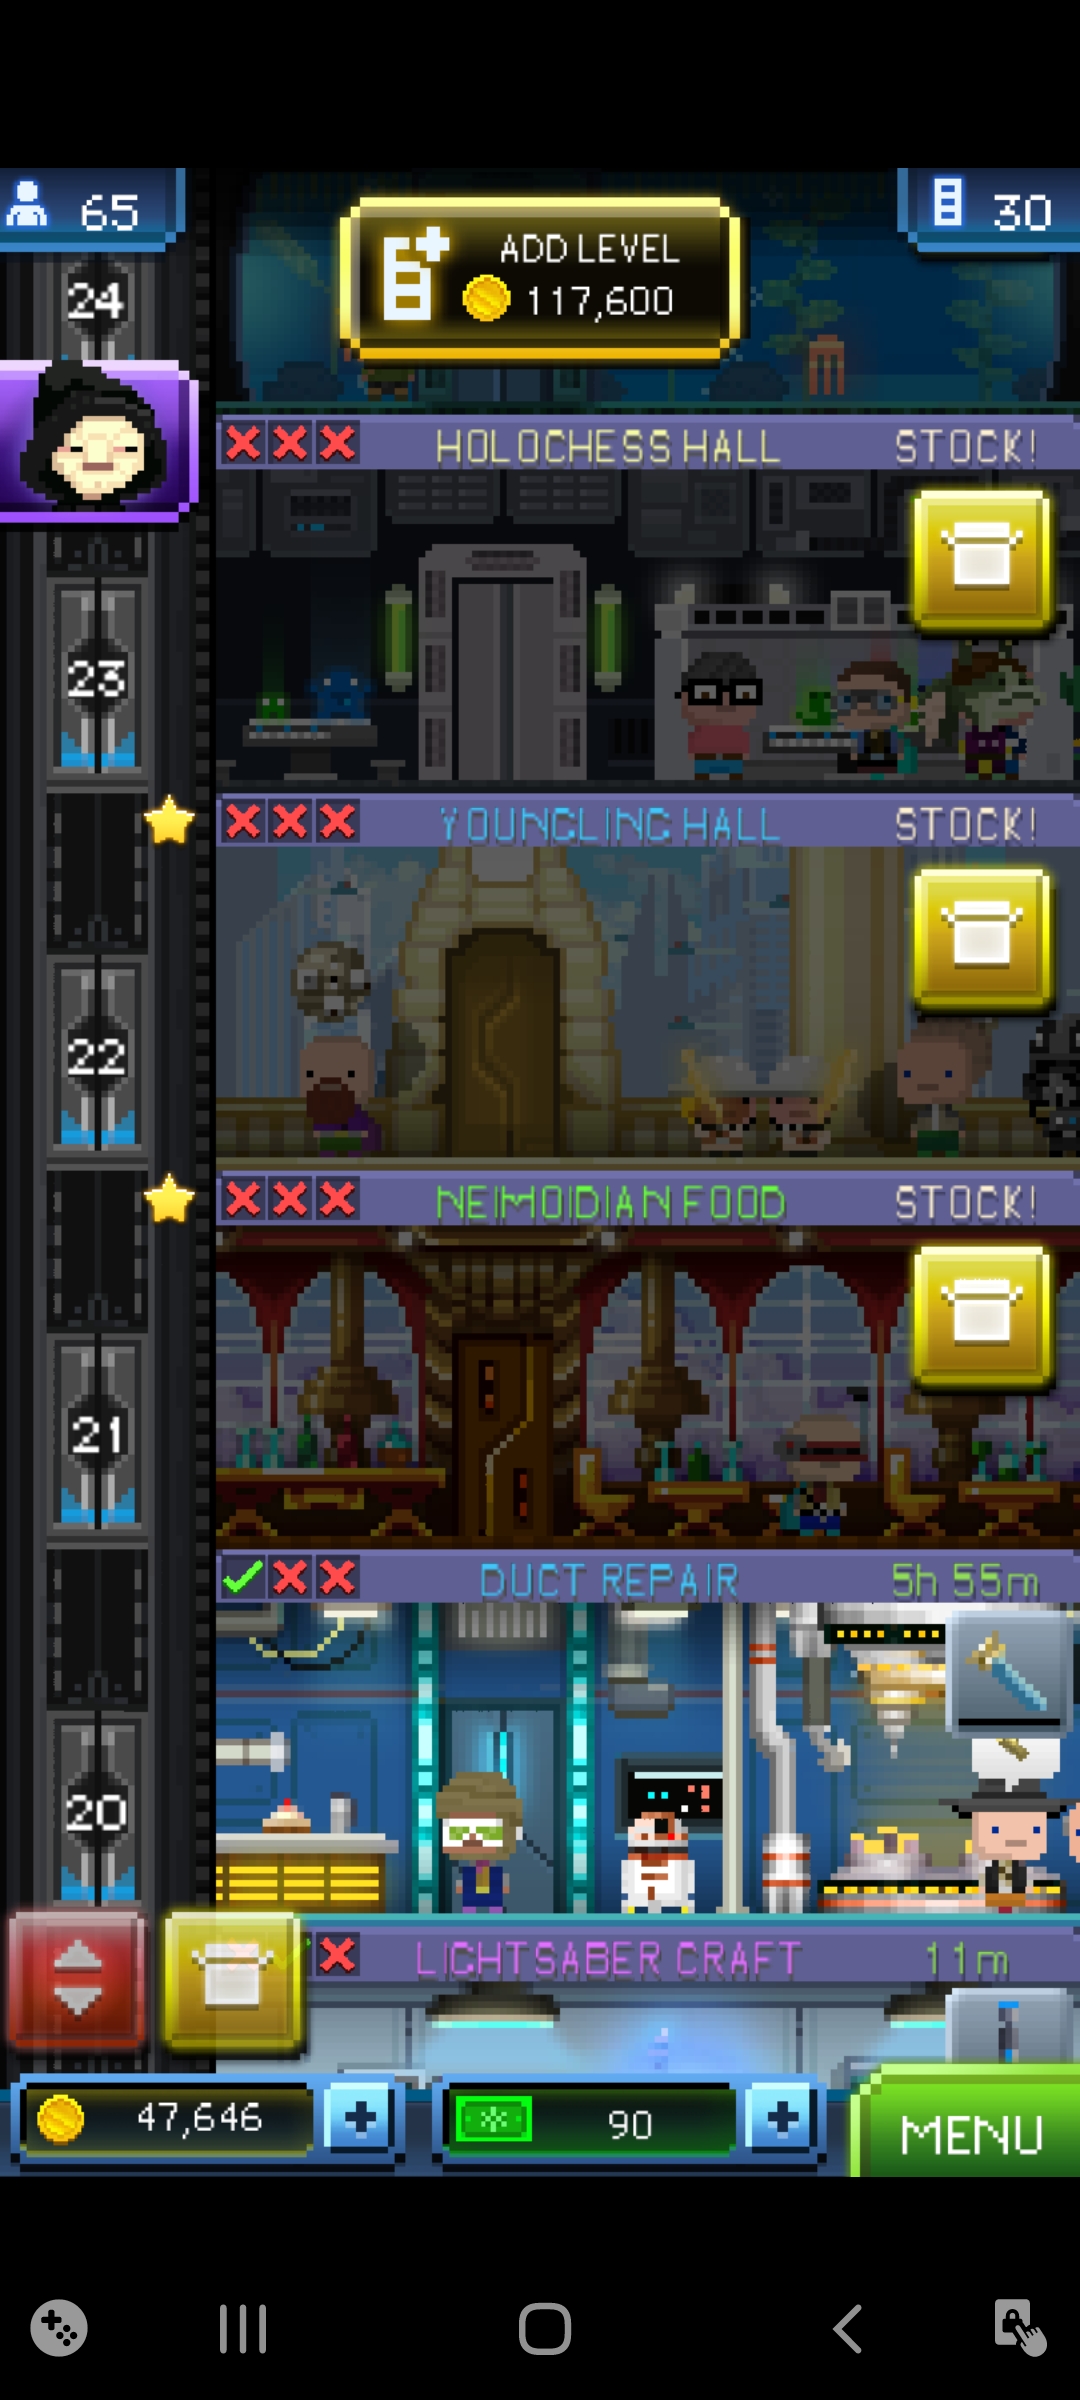 65
ADD LEVEL
117,600
30
24
HOLOCHESS HALL
STOCK!
23
YOUNGLING HALL
STOCK!
22
NEIMOIDIAN FOOD
STOCK!
21
DUCT REPAIR
5h 55m
20
LIGHTSABER CRAFT
11m
47,646
90
MENU